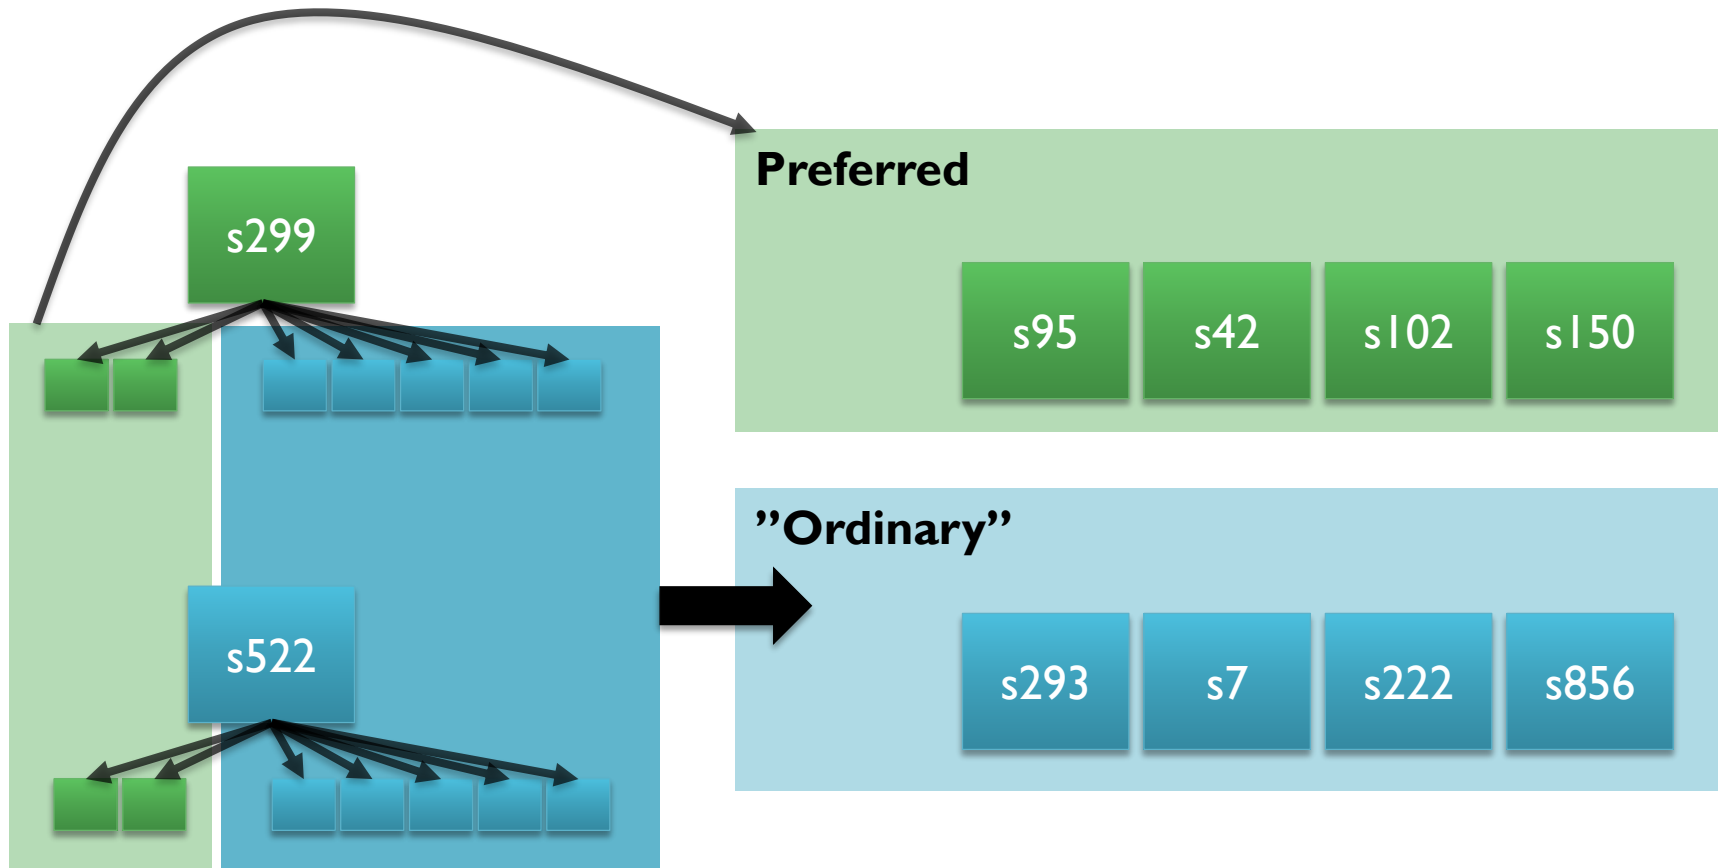 s299
s522
Preferred
s95 s42 s102 s150
”Ordinary”
s293 s7 s222 s856